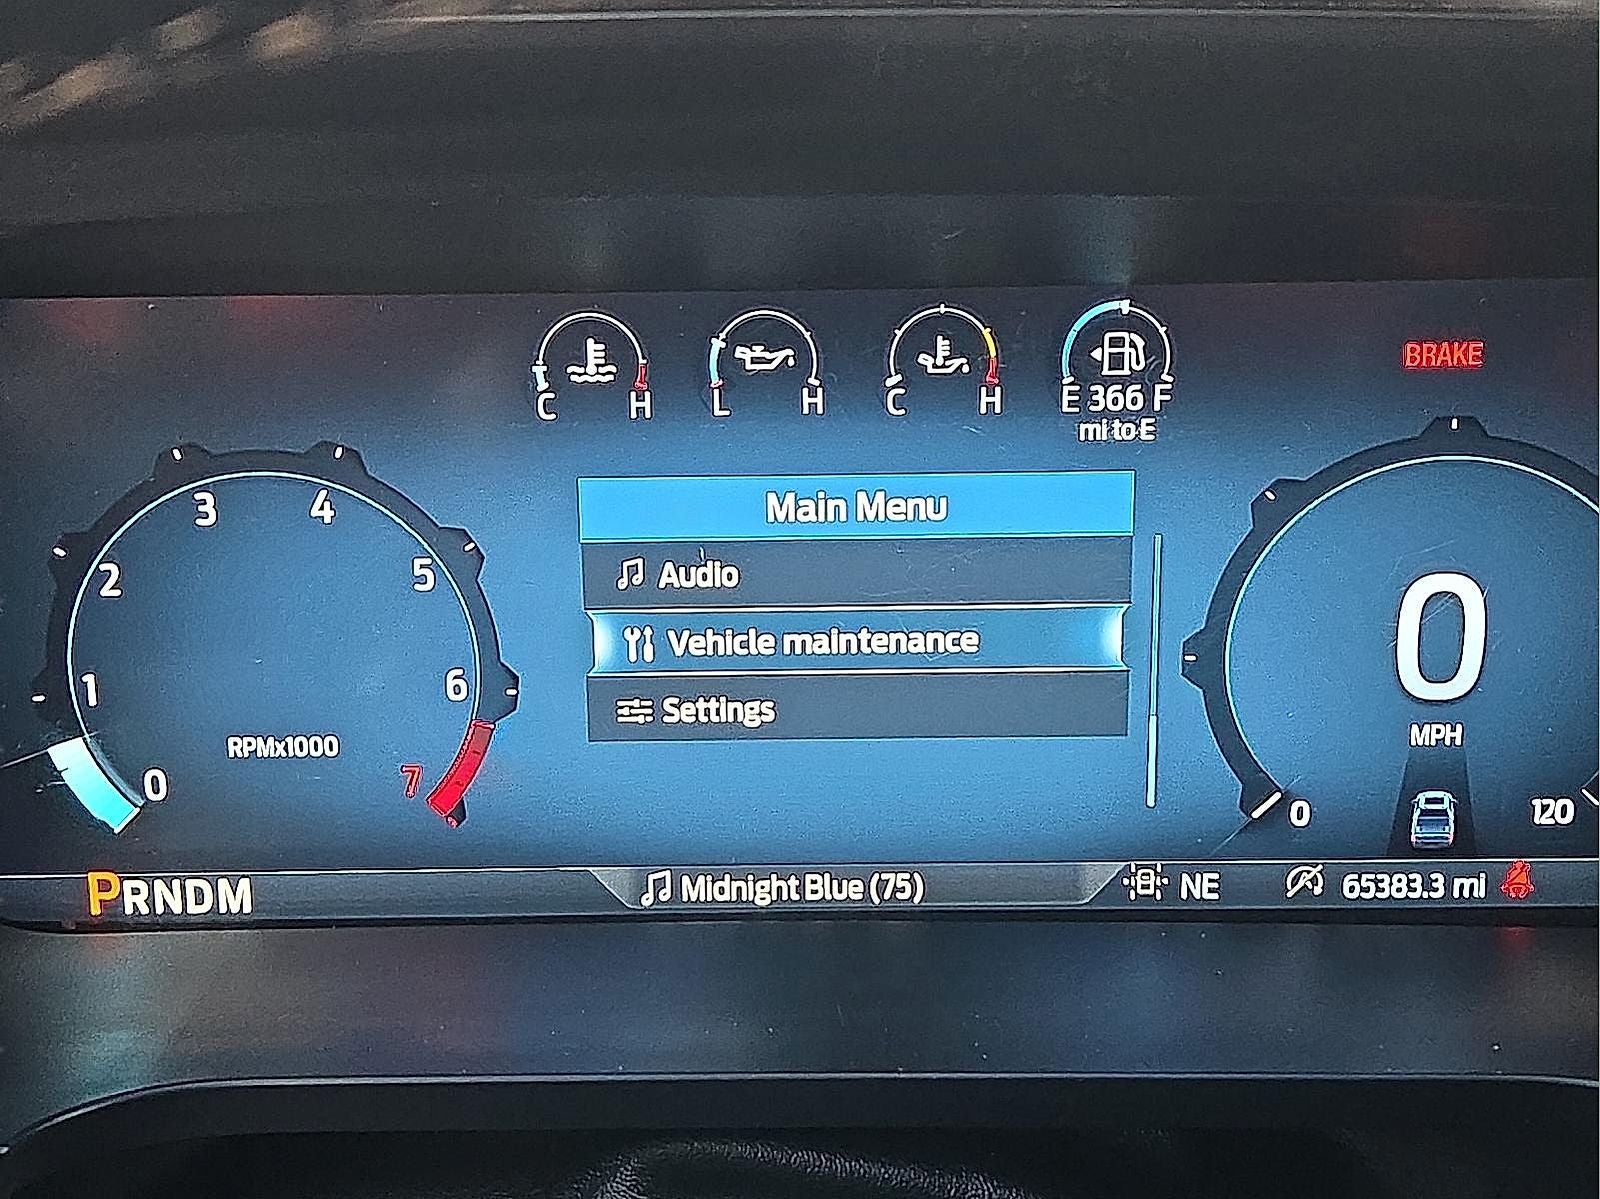 C H
L H
C H
E 366 F
mi to E
BRAKE
Main Menu
Audio
Vehicle maintenance
Settings
0
1
2
3
4
5
6
7
RPMx1000
0
MPH
0
120
PRNDM
Midnight Blue (75)
NE
A
65383.3 mi